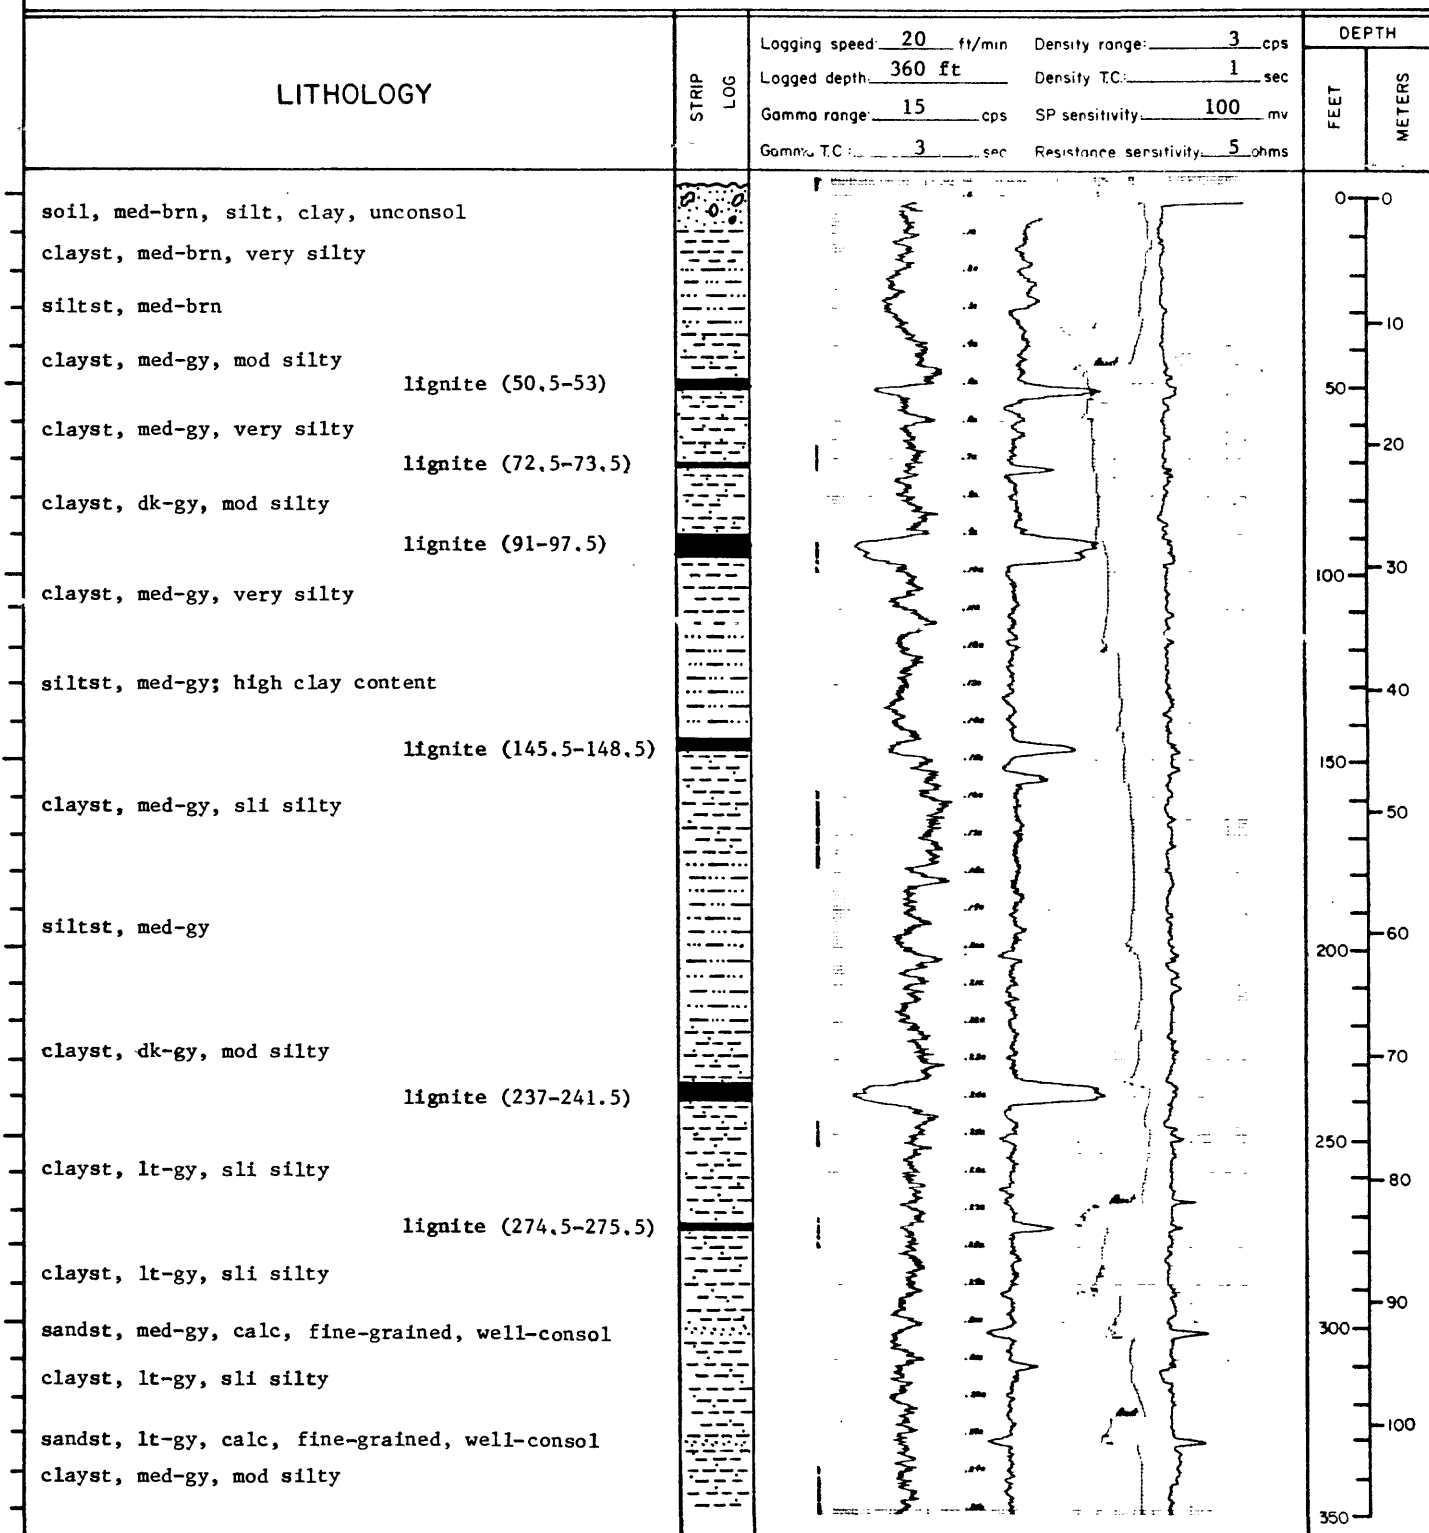 LITHOLOGY
STRIP LOG
Logging speed: 20 ft/min Density range: 3 cps
Logged depth: 360 ft Density T.C.: 1 sec
Gamma range: 15 cps SP sensitivity: 100 mv
Gamma T.C.: 3 sec Resistance sensitivity: 5 ohms
DEPTH
FEET
METERS
0 0
soil, med-brn, silt, clay, unconsol
clayst, med-brn, very silty
siltst, med-brn
10
clayst, med-gy, mod silty
lignite (50.5-53)
50
clayst, med-gy, very silty
20
lignite (72.5-73.5)
clayst, dk-gy, mod silty
lignite (91-97.5)
100 30
clayst, med-gy, very silty
siltst, med-gy; high clay content
40
lignite (145.5-148.5)
150
clayst, med-gy, sli silty
50
siltst, med-gy
60
200
clayst, dk-gy, mod silty
70
lignite (237-241.5)
250
clayst, lt-gy, sli silty
80
lignite (274.5-275.5)
clayst, lt-gy, sli silty
90
300
sandst, med-gy, calc, fine-grained, well-consol
clayst, lt-gy, sli silty
100
sandst, lt-gy, calc, fine-grained, well-consol
clayst, med-gy, mod silty
350